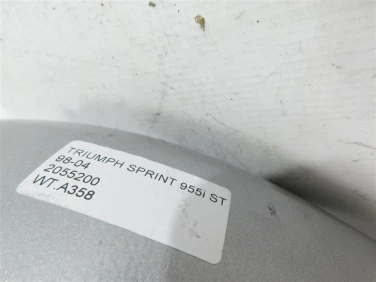 TRIUMPH SPRINT 955i ST
98-04
2055200
WT.A358